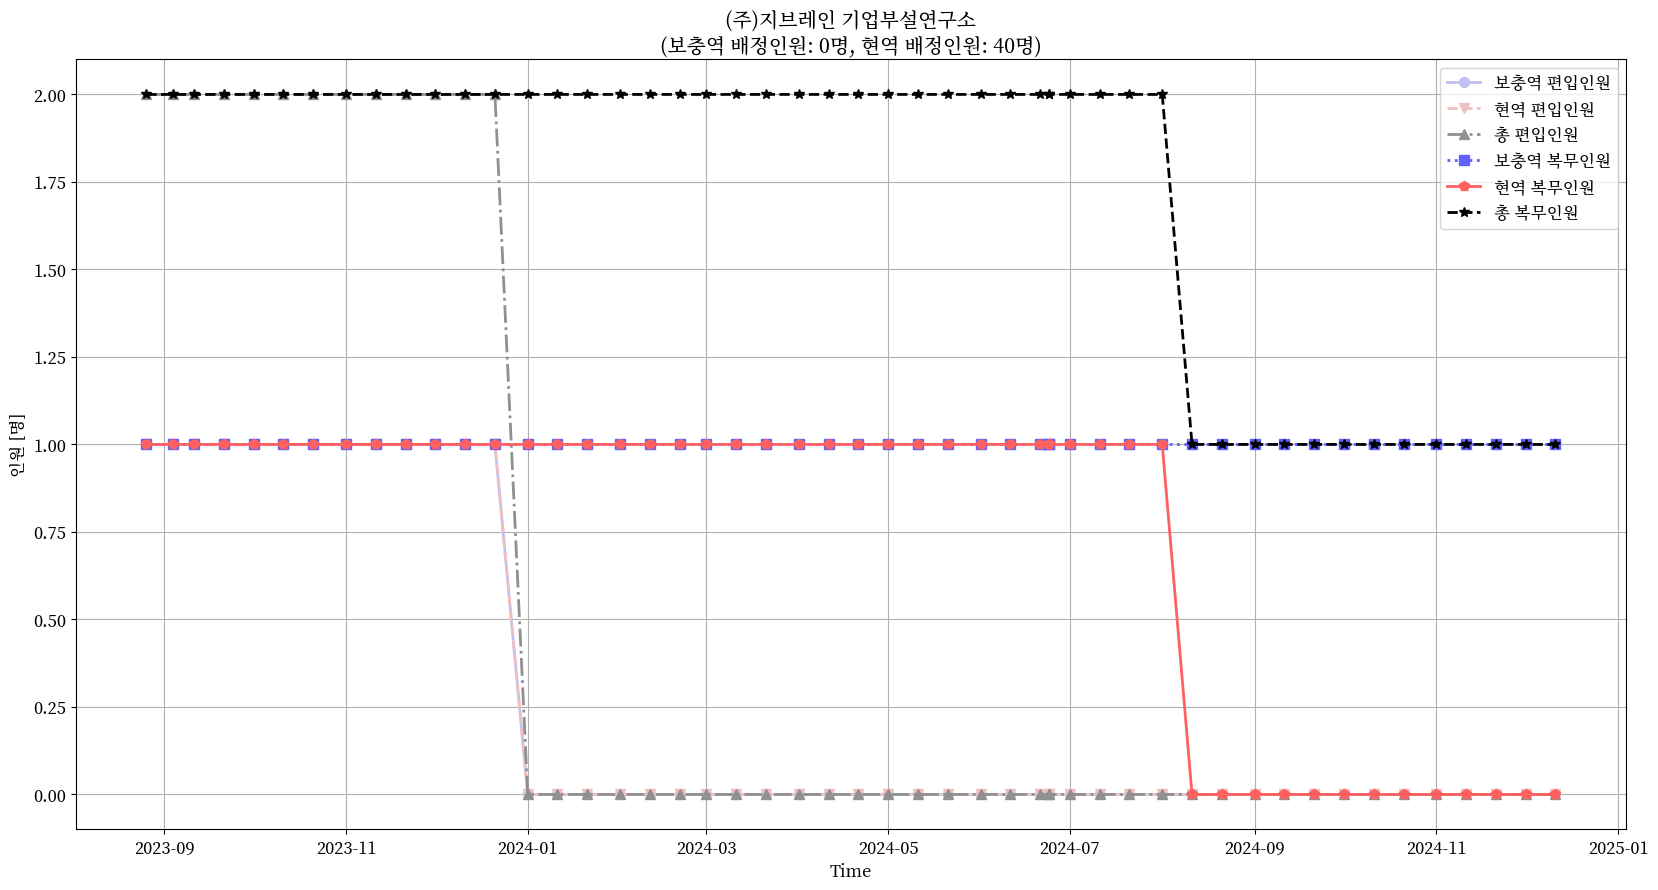 (주)지브레인 기업부설연구소
(보충역 배정인원: 0명, 현역 배정인원: 40명)
보충역 편입인원
현역 편입인원
총 편입인원
보충역 복무인원
현역 복무인원
총 복무인원
2.00
1.75
1.50
1.25
1.00
0.75
0.50
0.25
0.00
인원 [명]
2023-09
2023-11
2024-01
2024-03
2024-05
2024-07
2024-09
2024-11
2025-01
Time